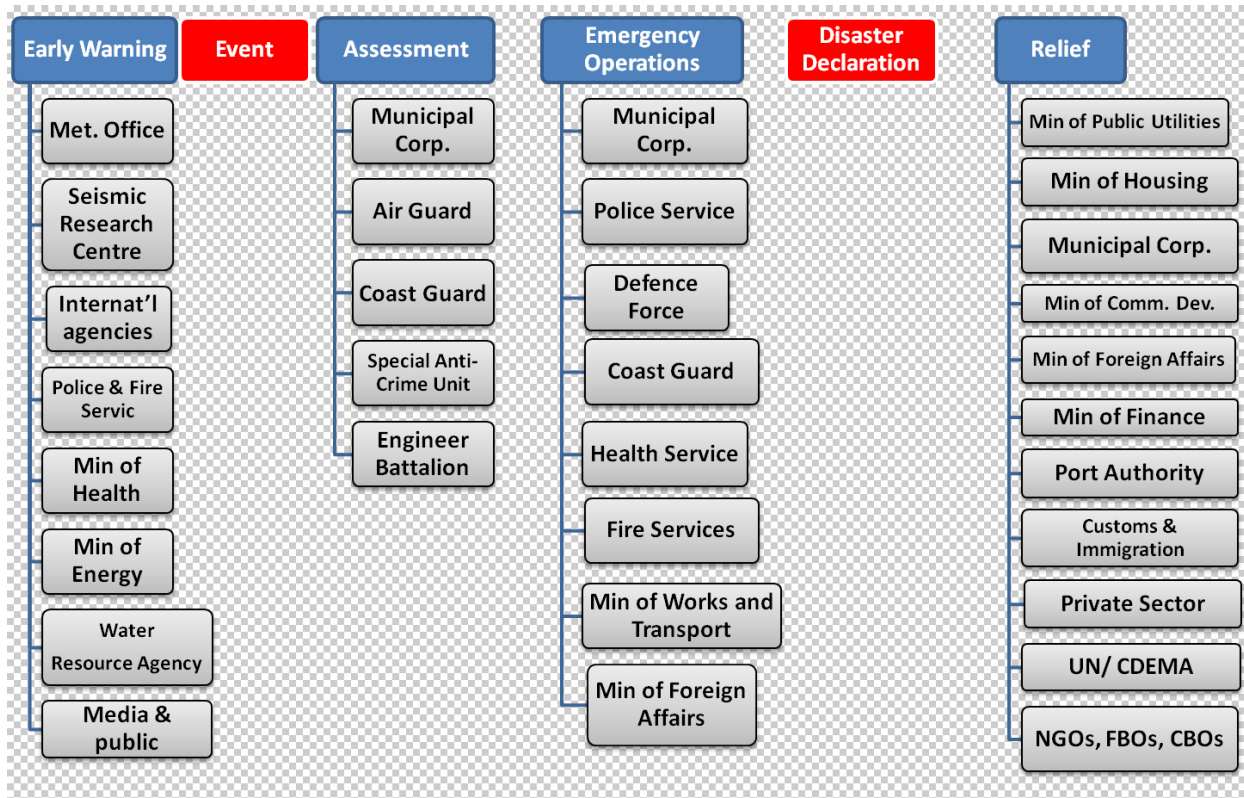 Early Warning
Event
Assessment
Emergency
Operations
Disaster
Declaration
Relief
Met. Office
Seismic
Research
Centre
Internat'l
agencies
Police & Fire
Servic
Min of
Health
Min of
Energy
Water
Resource Agency
Media &
public
Municipal
Corp.
Air Guard
Coast Guard
Special Anti-
Crime Unit
Engineer
Battalion
Municipal
Corp.
Police Service
Defence
Force
Coast Guard
Health Service
Fire Services
Min of Works and
Transport
Min of Foreign
Affairs
Min of Public Utilities
Min of Housing
Municipal Corp.
Min of Comm. Dev.
Min of Foreign Affairs
Min of Finance
Port Authority
Customs &
Immigration
Private Sector
UN/ CDEMA
NGOs, FBOs, CBOs